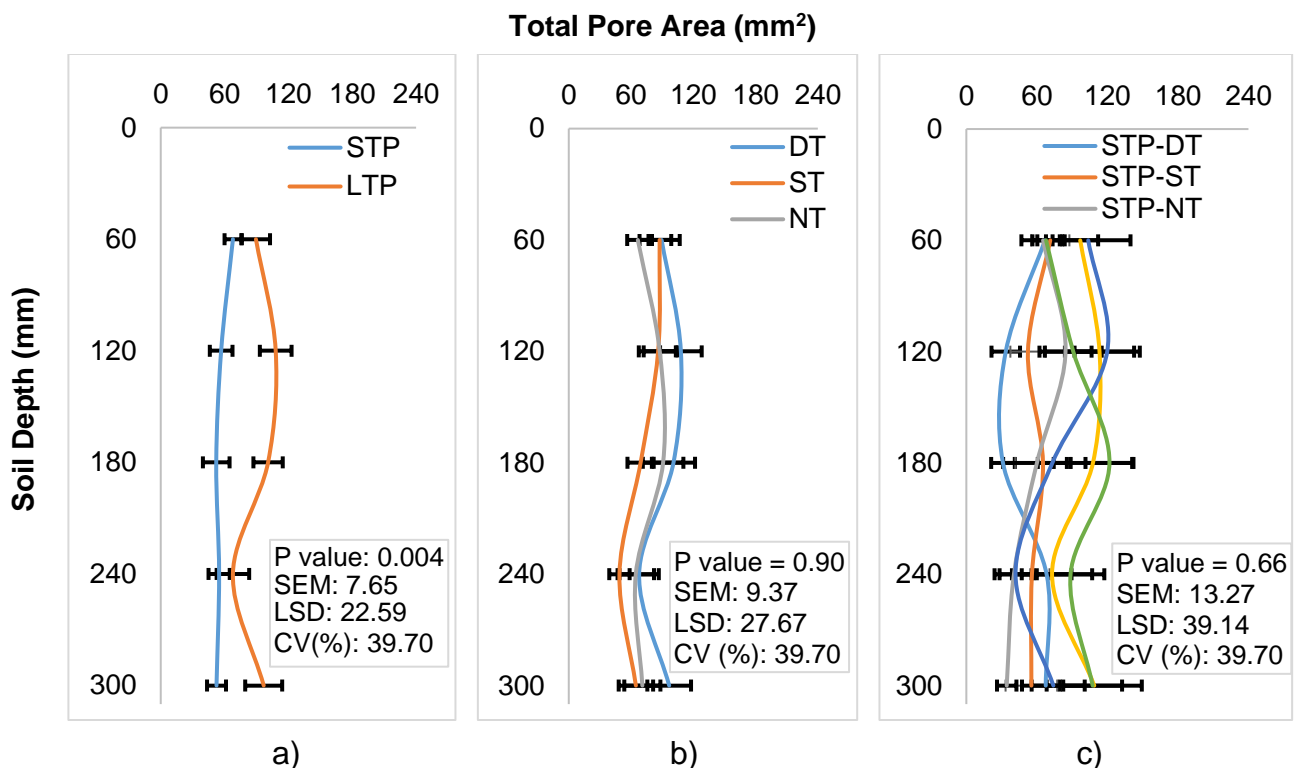 Total Pore Area (mm²)
Soil Depth (mm)
0 60 120 180 240
0
60
120
180
240
300
STP
LTP
P value: 0.004
SEM: 7.65
LSD: 22.59
CV(%): 39.70
a)
0 60 120 180 240
0
60
120
180
240
300
DT
ST
NT
P value = 0.90
SEM: 9.37
LSD: 27.67
CV (%): 39.70
b)
0 60 120 180 240
0
60
120
180
240
300
STP-DT
STP-ST
STP-NT
P value = 0.66
SEM: 13.27
LSD: 39.14
CV (%): 39.70
c)